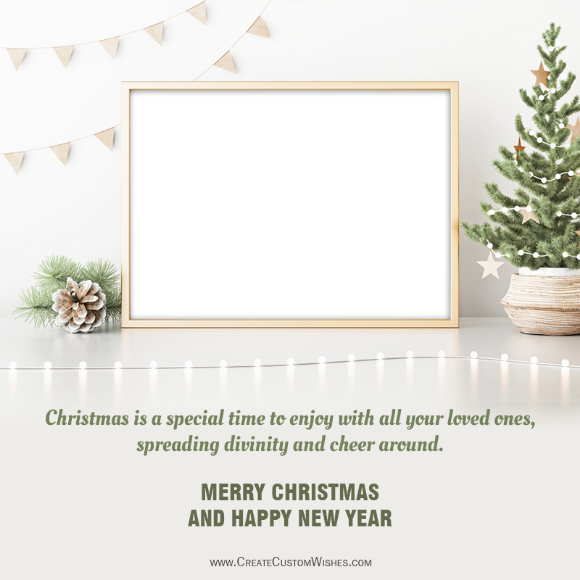 Christmas is a special time to enjoy with all your loved ones,
spreading divinity and cheer around.
MERRY CHRISTMAS
AND HAPPY NEW YEAR
www.CreateCustomWishes.com